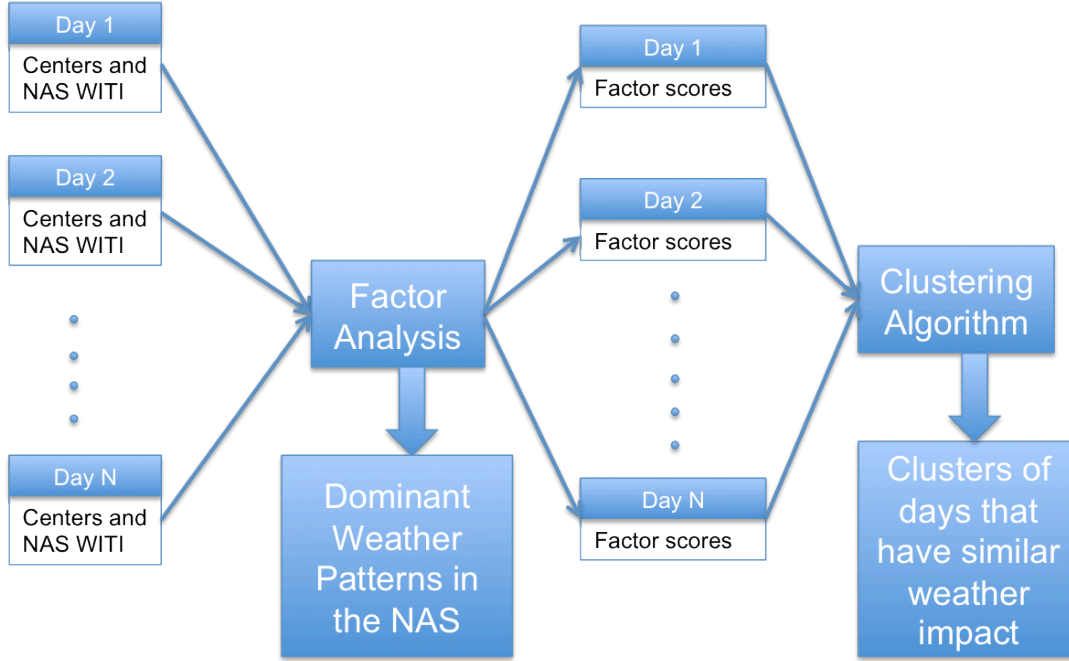 Day 1
Centers and
NAS WITI
Day 2
Centers and
NAS WITI
Day N
Centers and
NAS WITI
Factor
Analysis
Dominant
Weather
Patterns in
the NAS
Day 1
Factor scores
Day 2
Factor scores
Day N
Factor scores
Clustering
Algorithm
Clusters of
days that
have similar
weather
impact